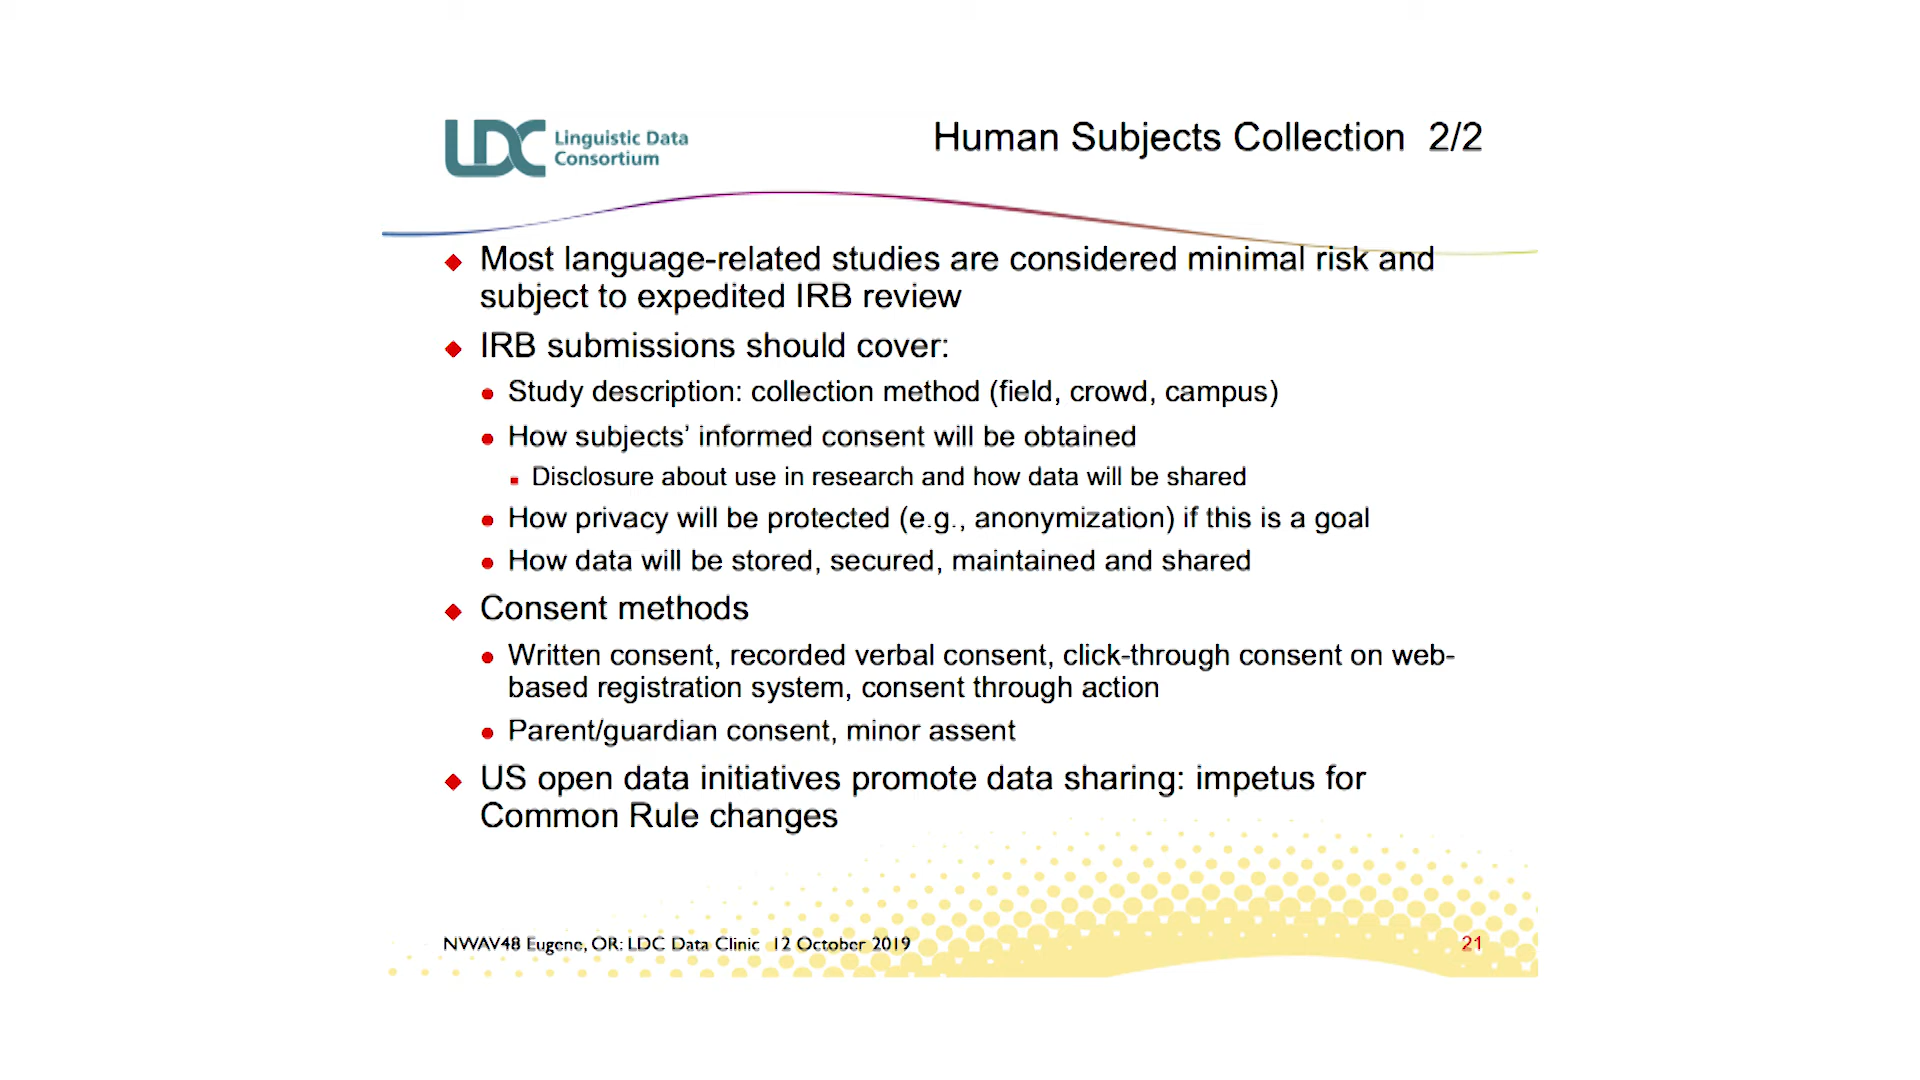 LDC Linguistic Data
Consortium
Human Subjects Collection 2/2
Most language-related studies are considered minimal risk and
subject to expedited IRB review
IRB submissions should cover:
Study description: collection method (field, crowd, campus)
How subjects’ informed consent will be obtained
Disclosure about use in research and how data will be shared
How privacy will be protected (e.g., anonymization) if this is a goal
How data will be stored, secured, maintained and shared
Consent methods
Written consent, recorded verbal consent, click-through consent on web-
based registration system, consent through action
Parent/guardian consent, minor assent
US open data initiatives promote data sharing: impetus for
Common Rule changes
NWAV48 Eugene, OR: LDC Data Clinic 12 October 2019
21